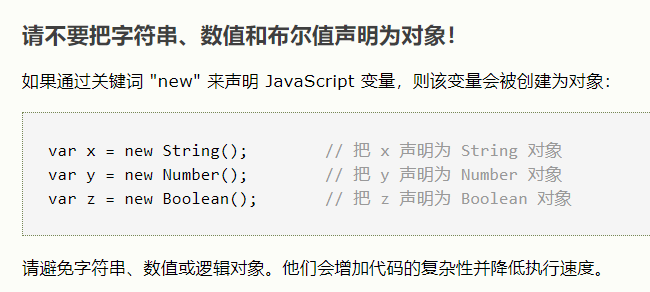 请不要把字符串、数值和布尔值声明为对象！
如果通过关键词 "new" 来声明 JavaScript 变量，则该变量会被创建为对象：
var x = new String();        // 把 x 声明为 String 对象
var y = new Number();        // 把 y 声明为 Number 对象
var z = new Boolean();       // 把 z 声明为 Boolean 对象
请避免字符串、数值或逻辑对象。他们会增加代码的复杂性并降低执行速度。